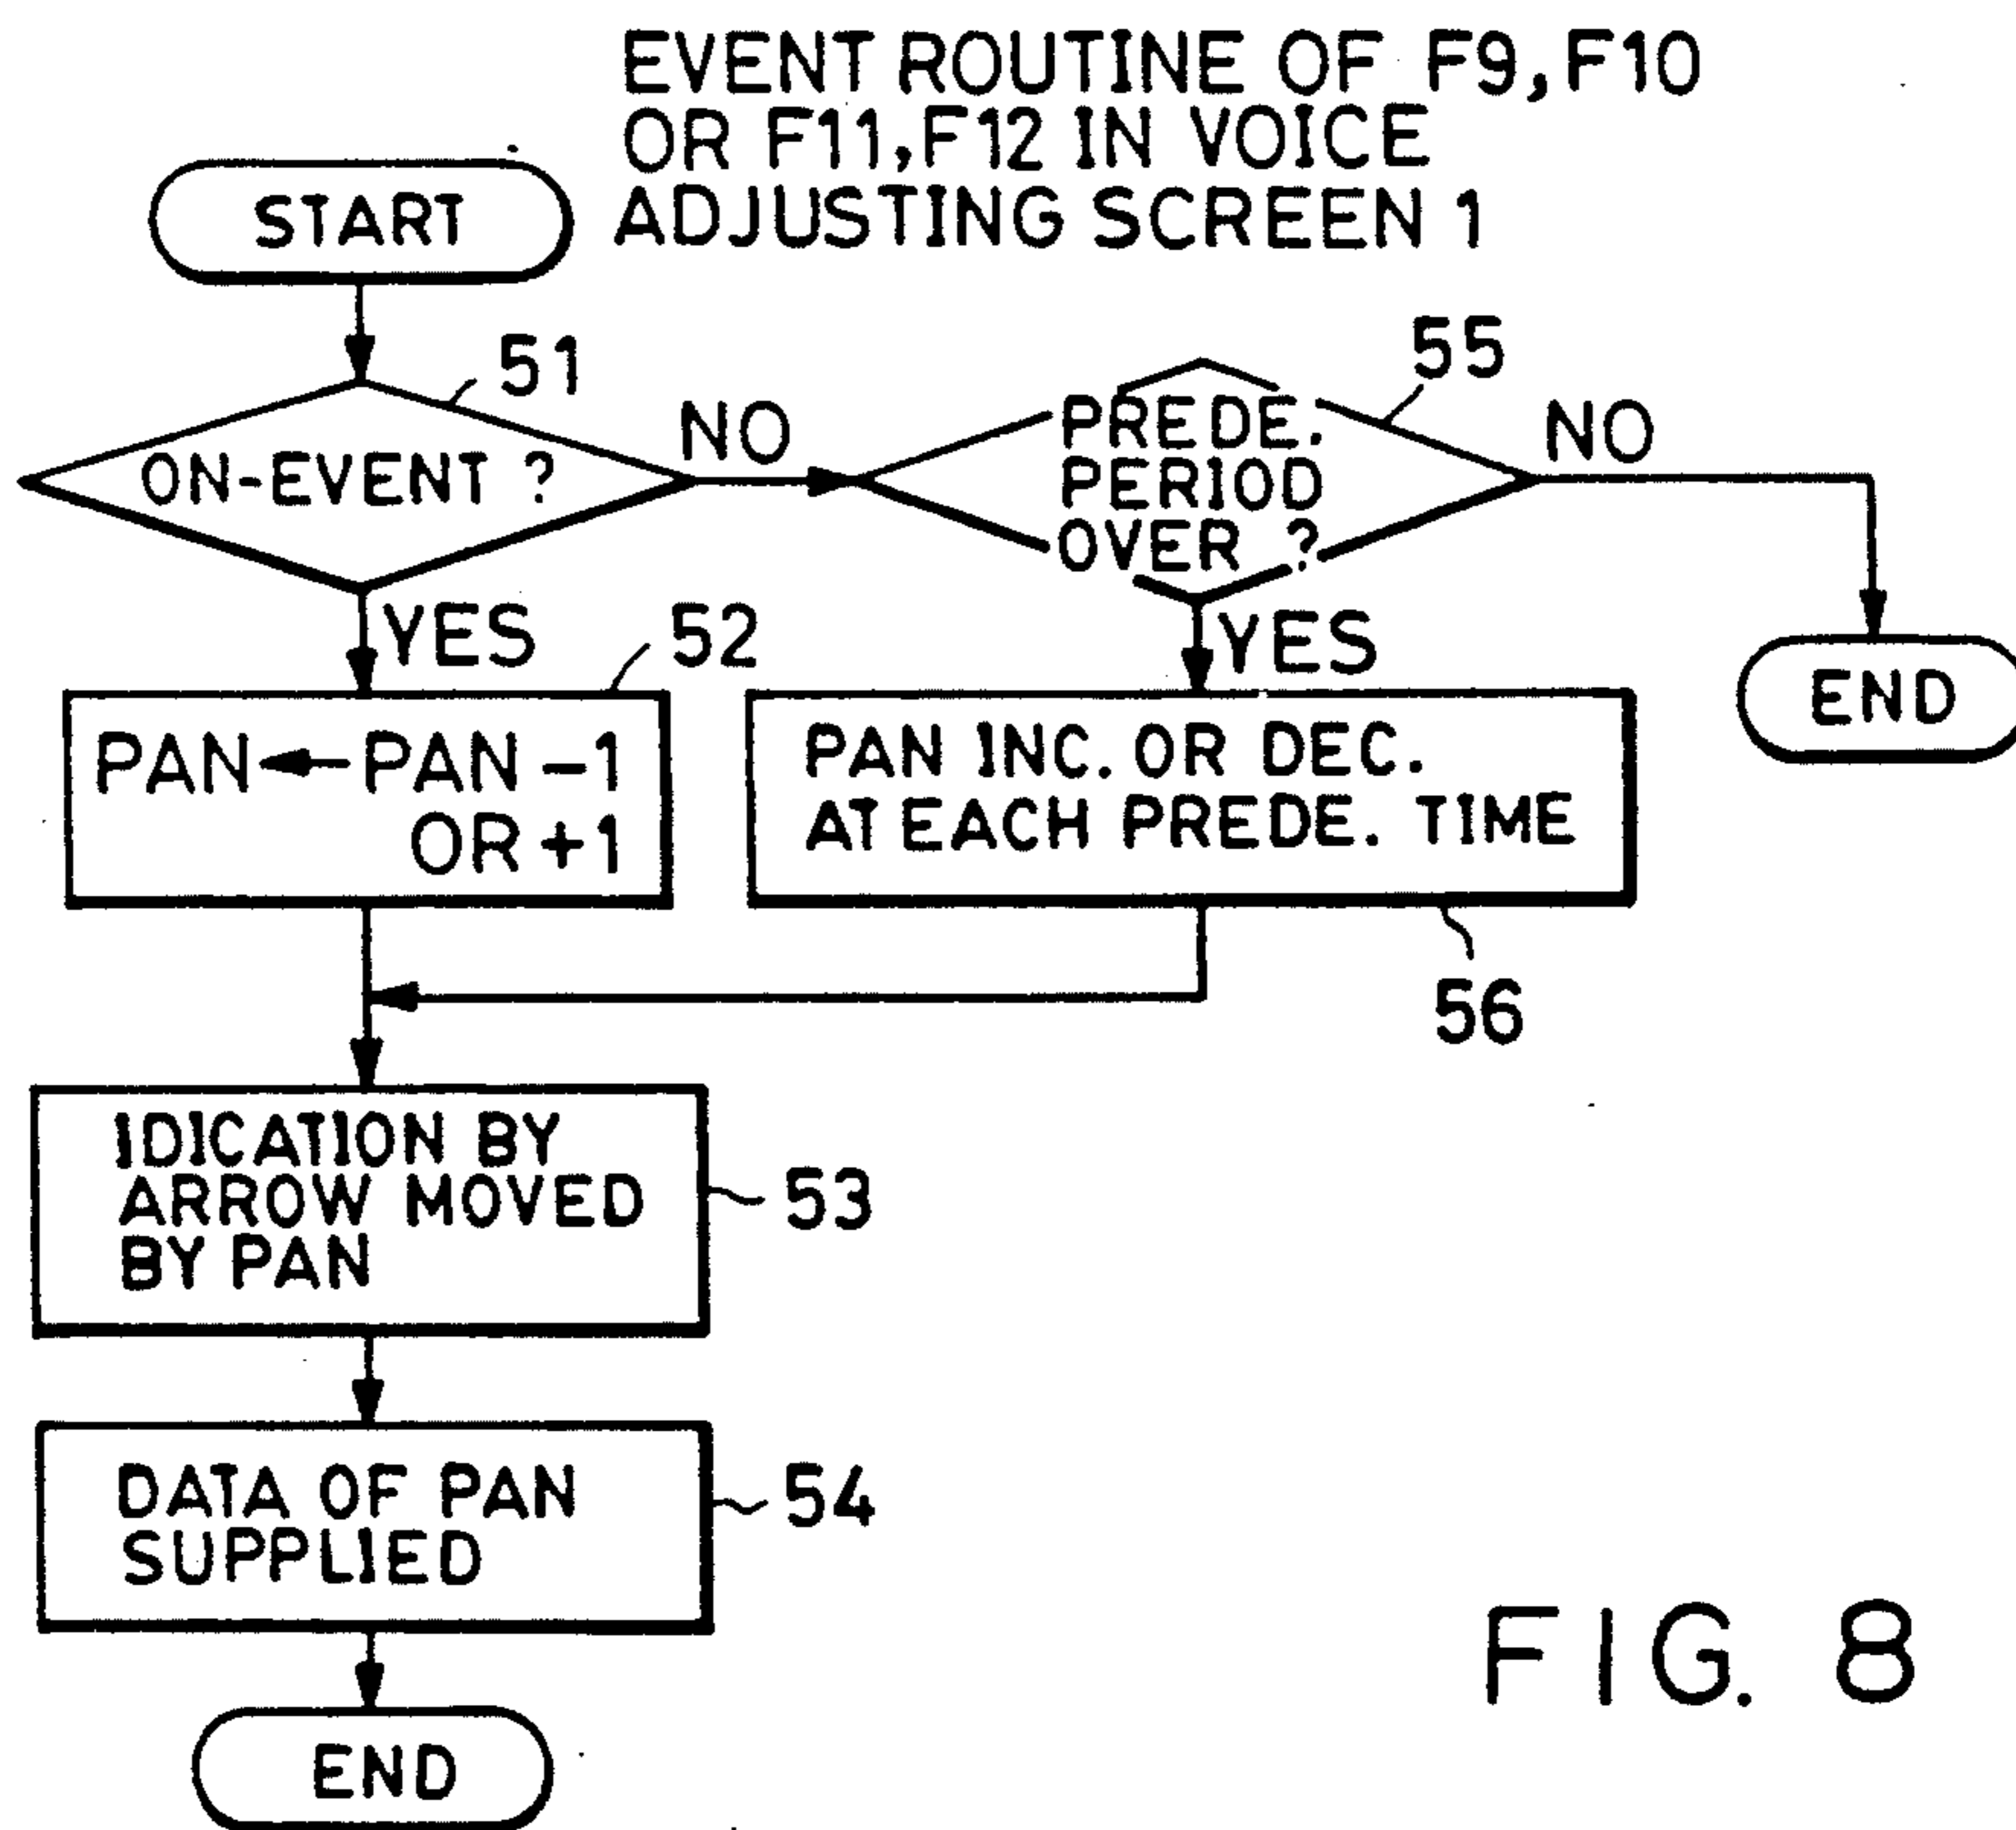 EVENT ROUTINE OF F9, F10
OR F11, F12 IN VOICE
ADJUSTING SCREEN 1
START
51
ON-EVENT ?
NO
55
PREDE.
PERIOD
OVER ?
NO
YES
52
YES
END
PAN ← PAN -1
OR +1
PAN INC. OR DEC.
AT EACH PREDE. TIME
56
IDICATION BY
ARROW MOVED
BY PAN
53
DATA OF PAN
SUPPLIED
54
END
FIG. 8